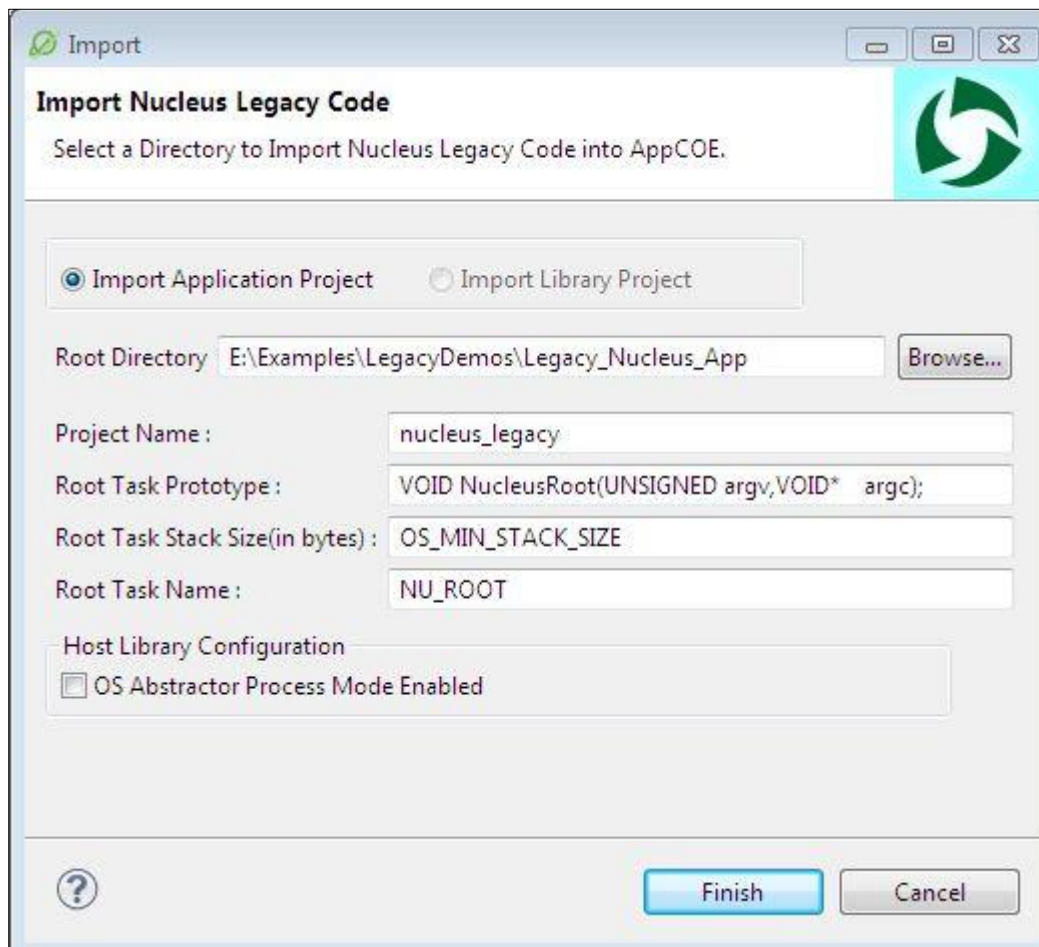 Import
Import Nucleus Legacy Code
Select a Directory to Import Nucleus Legacy Code into AppCOE.
Import Application Project Import Library Project
Root Directory E:\Examples\LegacyDemos\Legacy_Nucleus_App Browse...
Project Name : nucleus_legacy
Root Task Prototype : VOID NucleusRoot(UNSIGNED argv,VOID* argc);
Root Task Stack Size(in bytes) : OS_MIN_STACK_SIZE
Root Task Name : NU_ROOT
Host Library Configuration
OS Abstractor Process Mode Enabled
? Finish Cancel